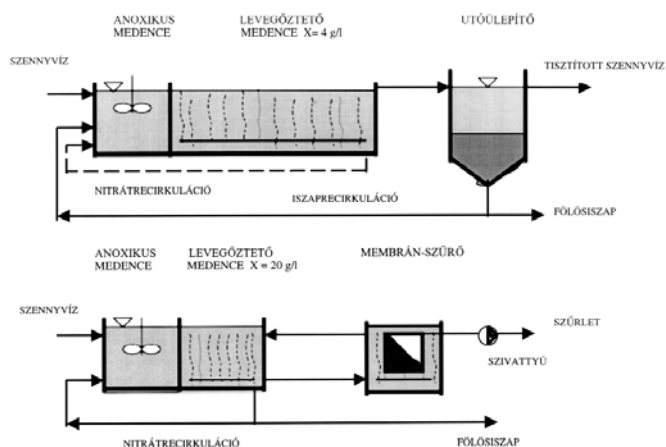 ANOXIKUS
MEDENCE
LEVEGŐZTETŐ
MEDENCE X= 4 g/l
UTÓÜLEPÍTŐ
SZENNYVÍZ
TISZTÍTOTT SZENNYVÍZ
NITRÁTRECIRKULÁCIÓ
ISZAPRECIRKULÁCIÓ
FÖLÖSISZAP
ANOXIKUS
MEDENCE
LEVEGŐZTETŐ
MEDENCE X = 20 g/l
MEMBRÁN-SZŰRŐ
SZENNYVÍZ
SZŰRLET
SZIVATTYÚ
NITRÁTRECIRKULÁCIÓ
FÖLÖSISZAP